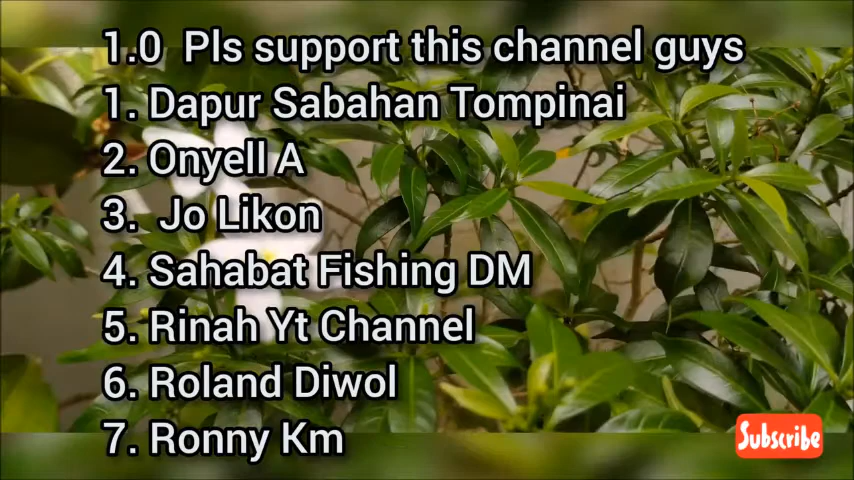 1.0 Pls support this channel guys
1. Dapur Sabahan Tompinai
2. Onyell A
3. Jo Likon
4. Sahabat Fishing DM
5. Rinah Yt Channel
6. Roland Diwol
7. Ronny Km
Subscribe